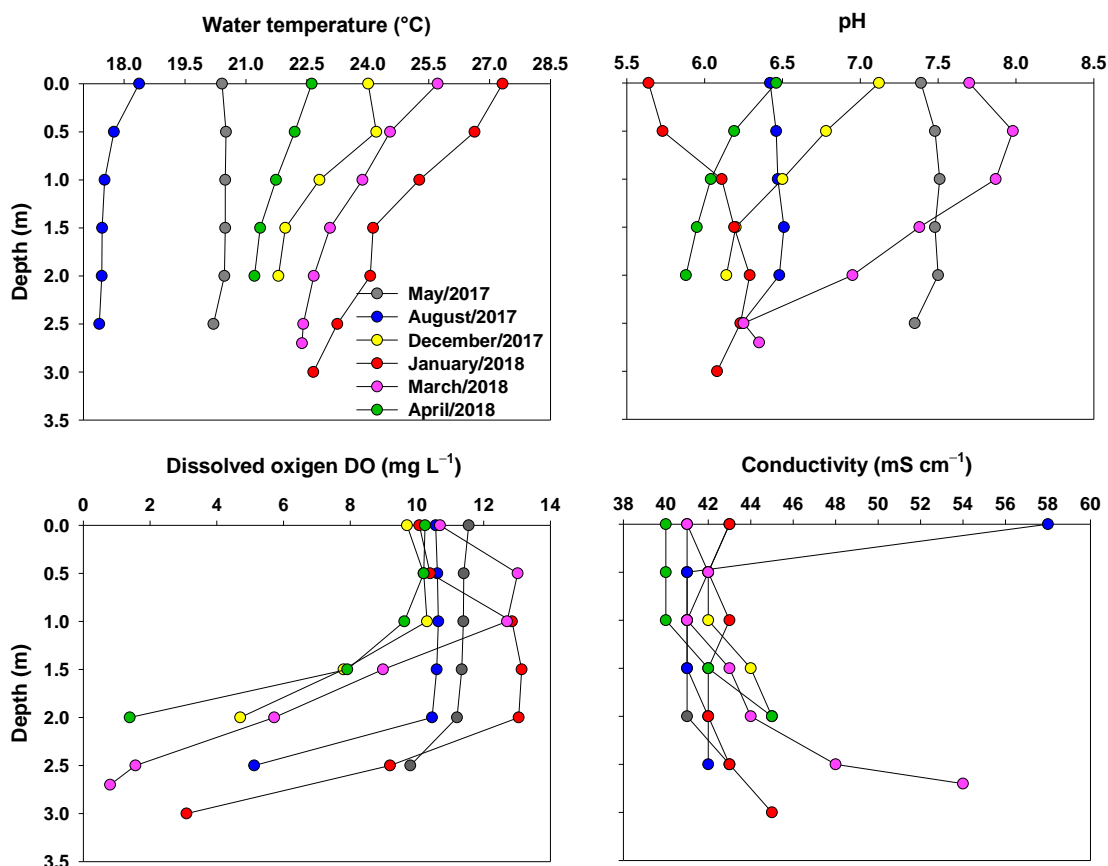 Water temperature (°C)
18.0 19.5 21.0 22.5 24.0 25.5 27.0 28.5
0.0
0.5
1.0
1.5
2.0
2.5
3.0
3.5
Depth (m)
May/2017
August/2017
December/2017
January/2018
March/2018
April/2018
pH
5.5 6.0 6.5 7.0 7.5 8.0 8.5
Dissolved oxigen DO (mg L⁻¹)
0 2 4 6 8 10 12 14
0.0
0.5
1.0
1.5
2.0
2.5
3.0
3.5
Depth (m)
Conductivity (mS cm⁻¹)
38 40 42 44 46 48 50 52 54 56 58 60